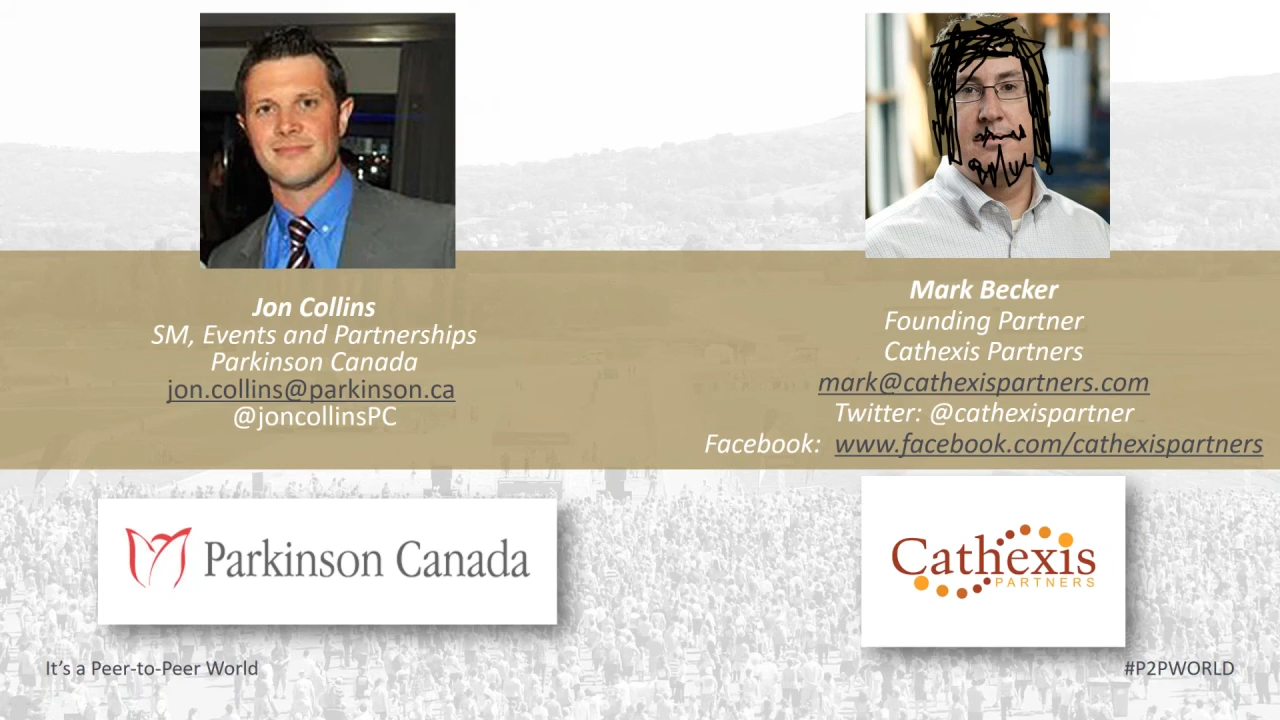 Jon Collins
SM, Events and Partnerships
Parkinson Canada
jon.collins@parkinson.ca
@joncollinsPC
Mark Becker
Founding Partner
Cathexis Partners
mark@cathexispartners.com
Twitter: @cathexispartner
Facebook: www.facebook.com/cathexispartners
Parkinson Canada
Cathexis
PARTNERS
It’s a Peer-to-Peer World
#P2PWORLD